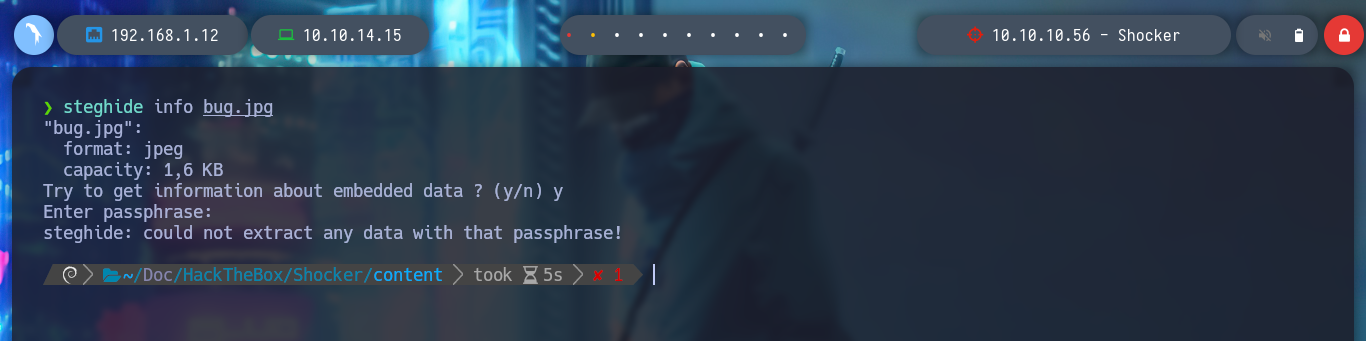 192.168.1.12 10.10.14.15 10.10.10.56 - Shocker
❯ steghide info bug.jpg
"bug.jpg":
  format: jpeg
  capacity: 1,6 KB
Try to get information about embedded data ? (y/n) y
Enter passphrase:
steghide: could not extract any data with that passphrase!
~/Doc/HackTheBox/Shocker/content took 5s ✘ 1